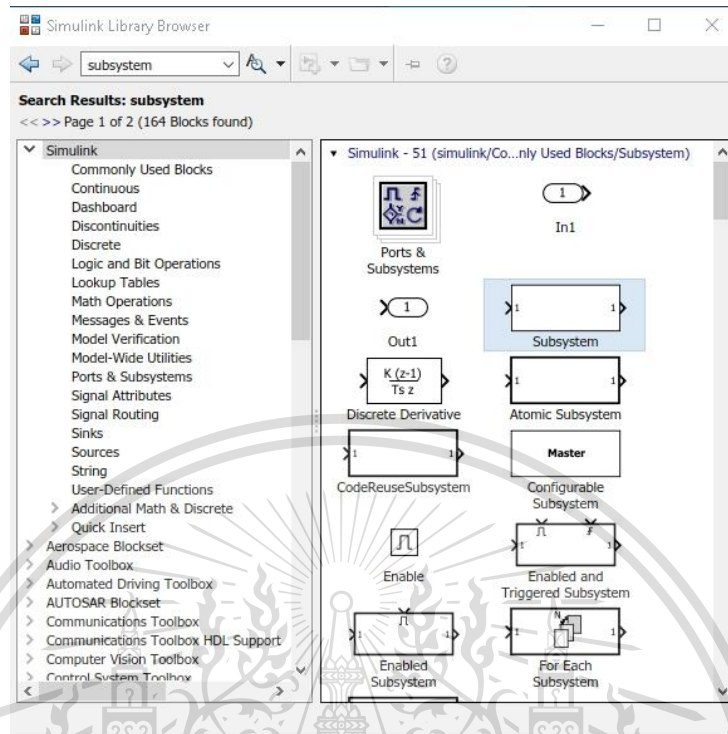 Simulink Library Browser
subsystem
Search Results: subsystem
<< >> Page 1 of 2 (164 Blocks found)
Simulink
Commonly Used Blocks
Continuous
Dashboard
Discontinuities
Discrete
Logic and Bit Operations
Lookup Tables
Math Operations
Messages & Events
Model Verification
Model-Wide Utilities
Ports & Subsystems
Signal Attributes
Signal Routing
Sinks
Sources
String
User-Defined Functions
Additional Math & Discrete
Quick Insert
Aerospace Blockset
Audio Toolbox
Automated Driving Toolbox
AUTOSAR Blockset
Communications Toolbox
Communications Toolbox HDL Support
Computer Vision Toolbox
Control System Toolbox
Simulink - 51 (simulink/Co...nly Used Blocks/Subsystem)
Ports &
Subsystems
1
In1
1
Out1
1 1
Subsystem
K (z-1)
Ts z
Discrete Derivative
1 1
Atomic Subsystem
1 1
CodeReuseSubsystem
Master
Configurable
Subsystem
Enable
1 1
Enabled and
Triggered Subsystem
1 1
Enabled
Subsystem
N
1 1
For Each
Subsystem